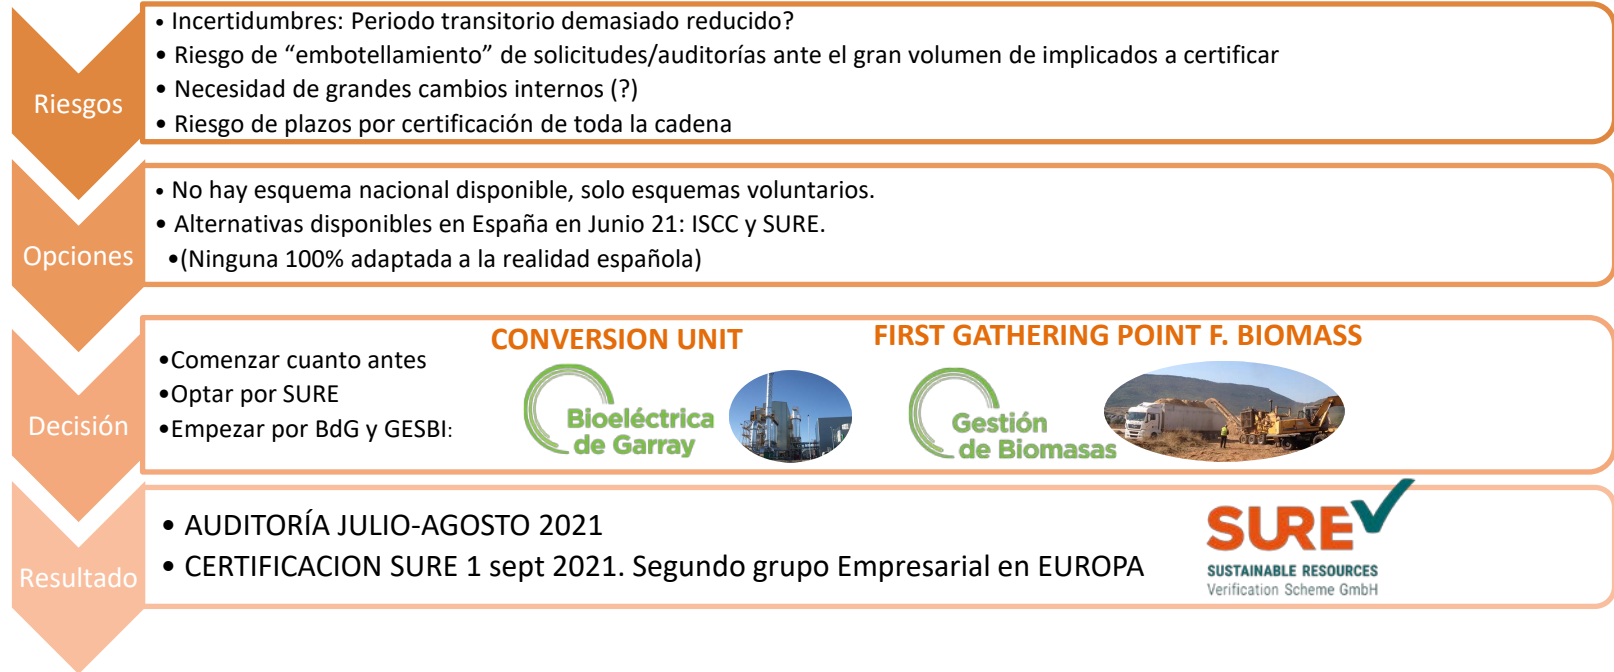 Riesgos
• Incertidumbres: Periodo transitorio demasiado reducido?
• Riesgo de “embotellamiento” de solicitudes/auditorías ante el gran volumen de implicados a certificar
• Necesidad de grandes cambios internos (?)
• Riesgo de plazos por certificación de toda la cadena
Opciones
• No hay esquema nacional disponible, solo esquemas voluntarios.
• Alternativas disponibles en España en Junio 21: ISCC y SURE.
•(Ninguna 100% adaptada a la realidad española)
Decisión
•Comenzar cuanto antes
•Optar por SURE
•Empezar por BdG y GESBI:
CONVERSION UNIT
Bioeléctrica
de Garray
FIRST GATHERING POINT F. BIOMASS
Gestión
de Biomasas
Resultado
• AUDITORÍA JULIO-AGOSTO 2021
• CERTIFICACION SURE 1 sept 2021. Segundo grupo Empresarial en EUROPA
SURE
SUSTAINABLE RESOURCES
Verification Scheme GmbH